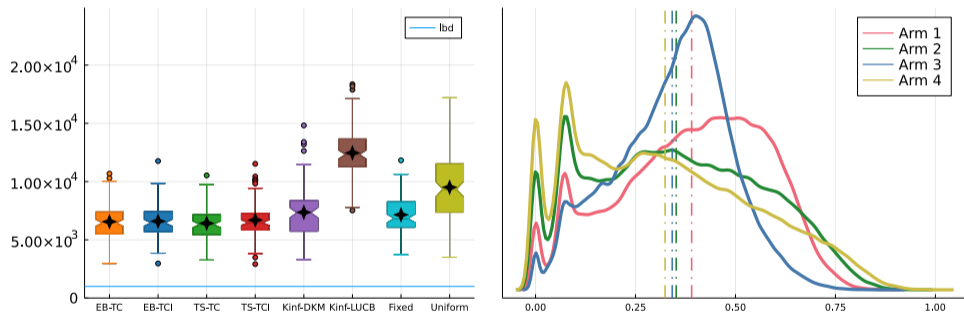 lbd
2.00×10⁴
1.50×10⁴
1.00×10⁴
5.00×10³
0
EB-TC EB-TCI TS-TC TS-TCI Kinf-DKM Kinf-LUCB Fixed Uniform
Arm 1
Arm 2
Arm 3
Arm 4
0.00 0.25 0.50 0.75 1.00